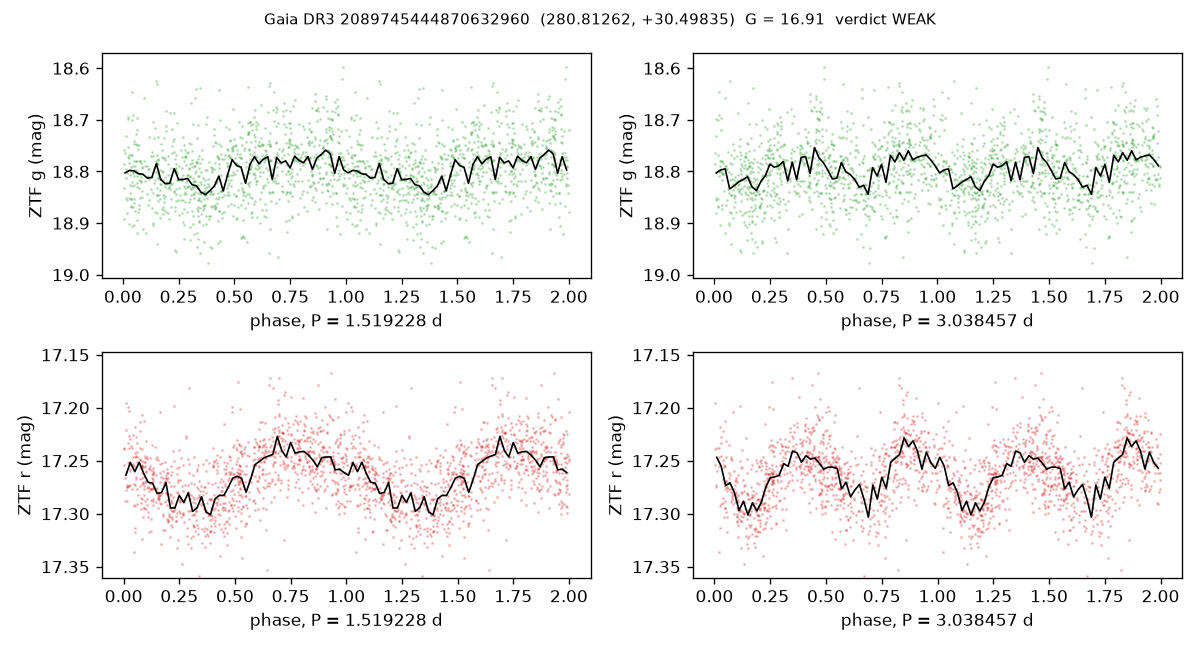 Gaia DR3 2089745444870632960 (280.81262, +30.49835) G = 16.91 verdict WEAK
18.6
18.7
18.8
18.9
19.0
ZTF g (mag)
0.00 0.25 0.50 0.75 1.00 1.25 1.50 1.75 2.00
phase, P = 1.519228 d
18.6
18.7
18.8
18.9
19.0
ZTF g (mag)
0.00 0.25 0.50 0.75 1.00 1.25 1.50 1.75 2.00
phase, P = 3.038457 d
17.15
17.20
17.25
17.30
17.35
ZTF r (mag)
0.00 0.25 0.50 0.75 1.00 1.25 1.50 1.75 2.00
phase, P = 1.519228 d
17.15
17.20
17.25
17.30
17.35
ZTF r (mag)
0.00 0.25 0.50 0.75 1.00 1.25 1.50 1.75 2.00
phase, P = 3.038457 d